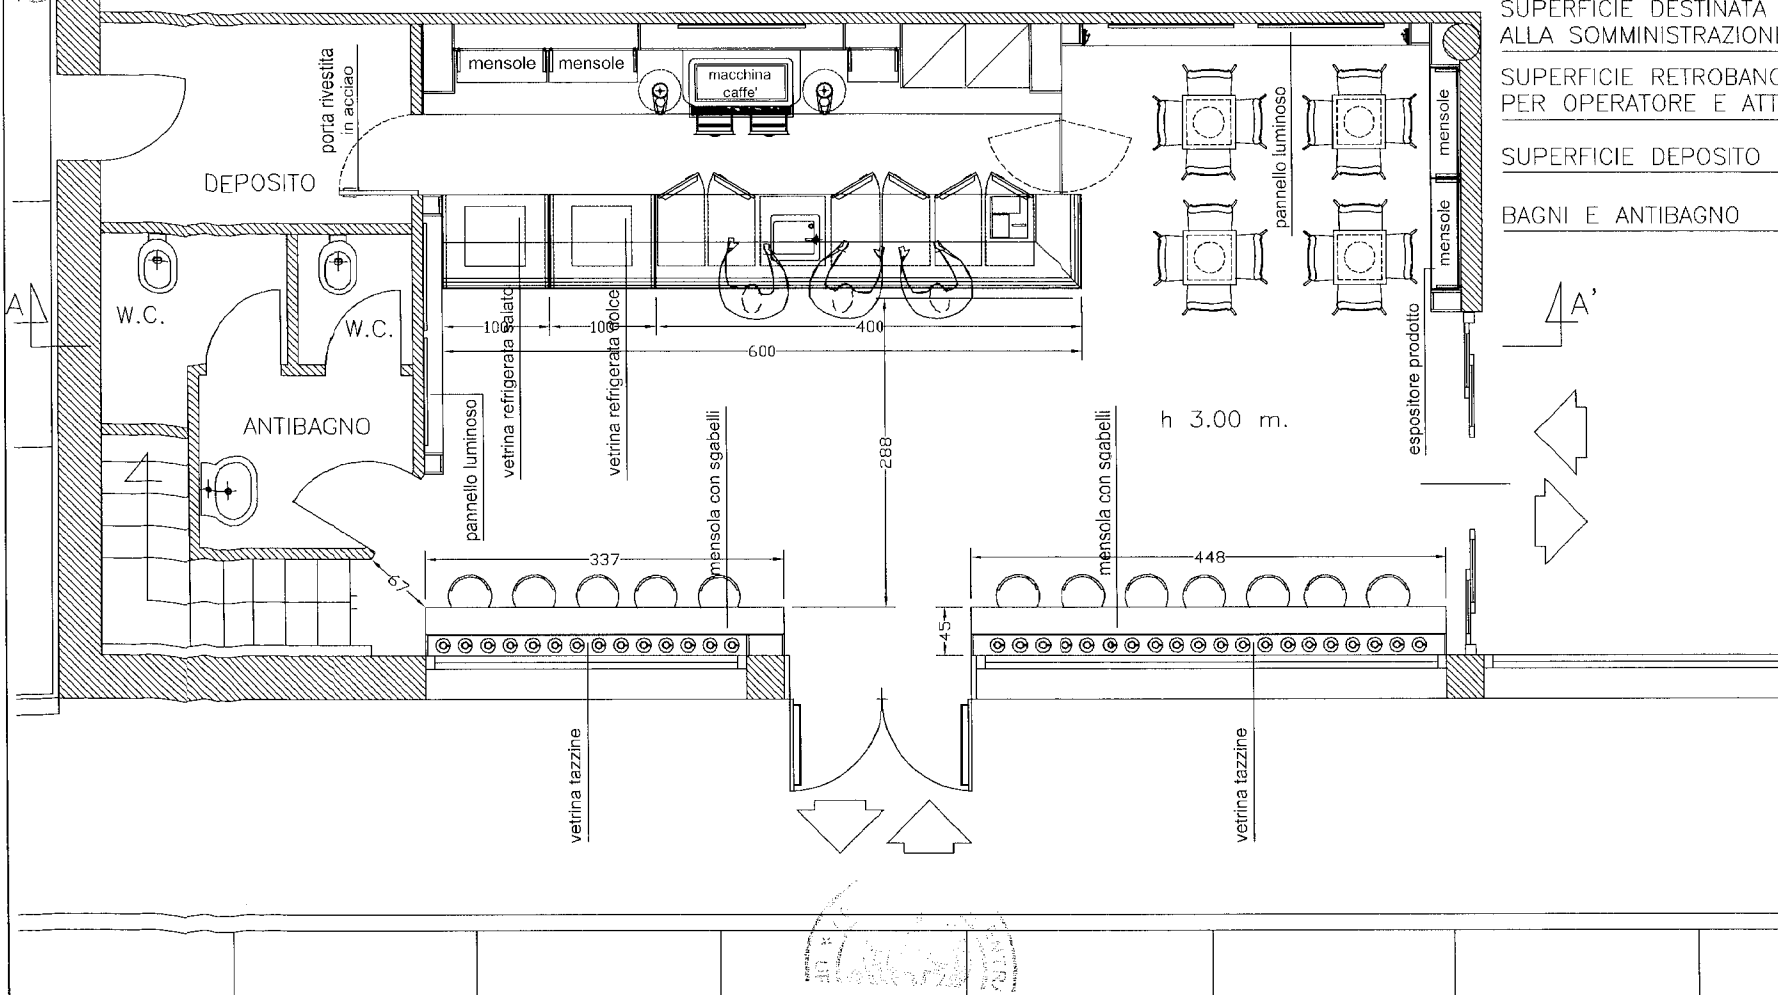 SUPERFICIE DESTINATA
ALLA SOMMINISTRAZION
SUPERFICIE RETROBANC
PER OPERATORE E ATT
SUPERFICIE DEPOSITO
BAGNI E ANTIBAGNO
mensole
mensole
macchina
caffe'
porta rivestita
in acciao
pannello luminoso
mensole
mensole
DEPOSITO
W.C.
W.C.
A
A'
100
100
400
600
vetrina refrigerata salato
vetrina refrigerata dolce
espositore prodotto
ANTIBAGNO
pannello luminoso
mensola con sgabelli
288
mensola con sgabelli
h 3.00 m.
337
448
67
45
vetrina tazzine
vetrina tazzine